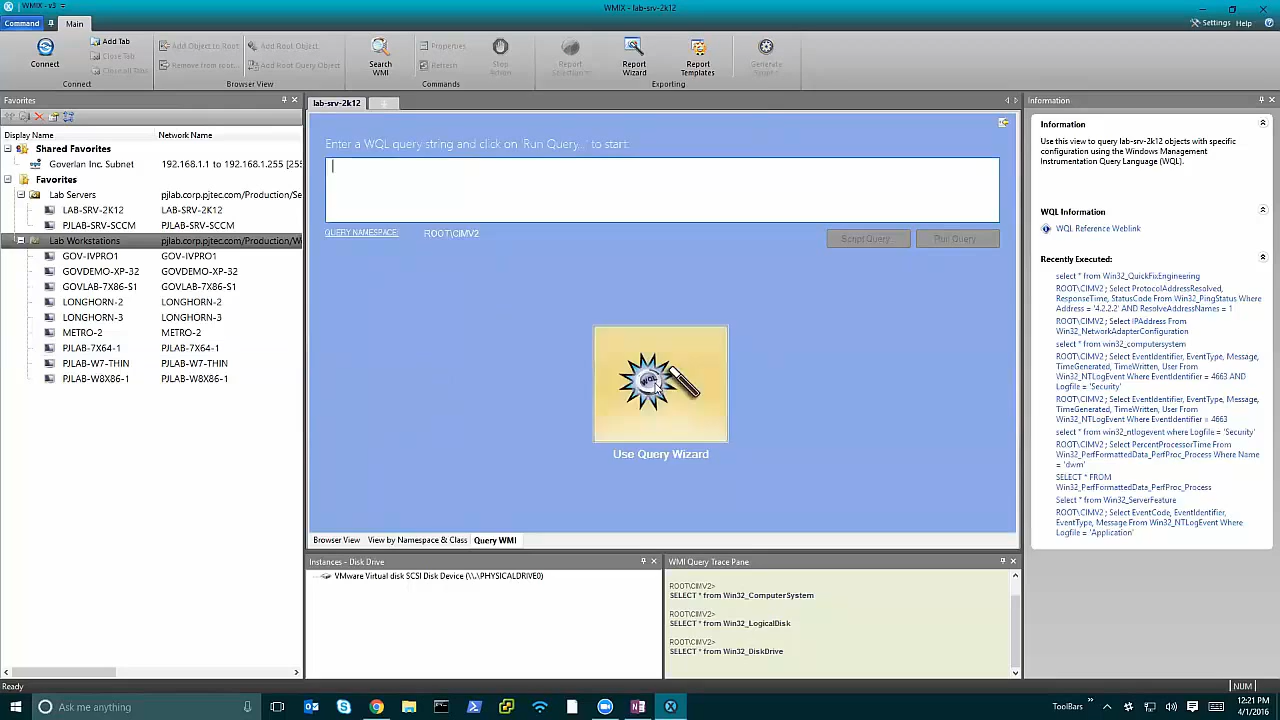 WMIX - v3
lab-srv-2k12
Command
Main
Settings
Help
Connect
Add Tab
Close Tab
Close all Tabs
Connect
Add Object to Root
Remove from root...
Add Root Object
Add Root Query Object
Browser View
Search WMI
Properties
Refresh
Stop Action
Commands
Report
Report Wizard
Report Templates
Generate
Exporting
Favorites
Display Name
Network Name
Shared Favorites
Goverlan Inc. Subnet
192.168.1.1 to 192.168.1.255 [255
Favorites
Lab Servers
pjlab.corp.pjtec.com/Production/Se
LAB-SRV-2K12
LAB-SRV-2K12
PJLAB-SRV-SCCM
PJLAB-SRV-SCCM
Lab Workstations
pjlab.corp.pjtec.com/Production/W
GOV-IVPRO1
GOV-IVPRO1
GOVDEMO-XP-32
GOVDEMO-XP-32
GOVLAB-7X86-S1
GOVLAB-7X86-S1
LONGHORN-2
LONGHORN-2
LONGHORN-3
LONGHORN-3
METRO-2
METRO-2
PJLAB-7X64-1
PJLAB-7X64-1
PJLAB-W7-THIN
PJLAB-W7-THIN
PJLAB-W8X86-1
PJLAB-W8X86-1
lab-srv-2k12
Enter a WQL query string and click on 'Run Query...' to start:
QUERY NAMESPACE:
ROOT\CIMV2
Script Query
Run Query
WQL
Use Query Wizard
Browser View
View by Namespace & Class
Query WMI
Instances - Disk Drive
VMware Virtual disk SCSI Disk Device (\\.\PHYSICALDRIVE0)
WMI Query Trace Pane
ROOT\CIMV2>
SELECT * from Win32_ComputerSystem
ROOT\CIMV2>
SELECT * from Win32_LogicalDisk
ROOT\CIMV2>
SELECT * from Win32_DiskDrive
Information
Information
Use this view to query lab-srv-2k12 objects with specific
configuration using the Windows Management
Instrumentation Query Language (WQL).
WQL Information
WQL Reference Weblink
Recently Executed:
select * from Win32_QuickFixEngineering
ROOT\CIMV2 ; Select ProtocolAddressResolved,
ResponseTime, StatusCode From Win32_PingStatus Where
Address = '4.2.2.2' AND ResolveAddressNames = 1
ROOT\CIMV2 ; Select IPAddress From
Win32_NetworkAdapterConfiguration
select * from win32_computersystem
ROOT\CIMV2 ; Select EventIdentifier, EventType, Message,
TimeGenerated, TimeWritten, User From
Win32_NTLogEvent Where EventIdentifier = 4663 AND
Logfile = 'Security'
ROOT\CIMV2 ; Select EventIdentifier, EventType, Message,
TimeGenerated, TimeWritten, User From
Win32_NTLogEvent Where EventIdentifier = 4663
select * from win32_ntlogevent where Logfile = 'Security'
ROOT\CIMV2 ; Select PercentProcessorTime From
Win32_PerfFormattedData_PerfProc_Process Where Name
= 'dwm'
SELECT * FROM
Win32_PerfFormattedData_PerfProc_Process
Select * from Win32_ServerFeature
ROOT\CIMV2 ; Select EventCode, EventIdentifier,
EventType, Message From Win32_NTLogEvent Where
Logfile = 'Application'
Ready
NUM
Ask me anything
ToolBars
12:21 PM
4/1/2016